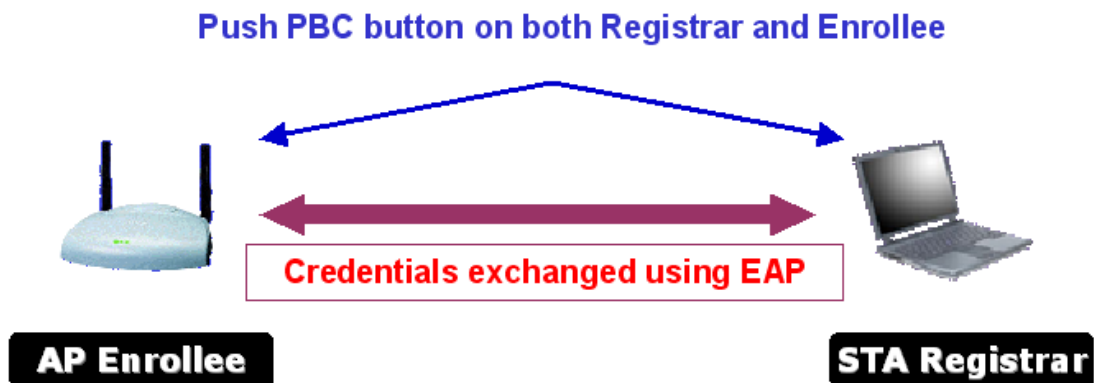 Push PBC button on both Registrar and Enrollee
Credentials exchanged using EAP
AP Enrollee
STA Registrar